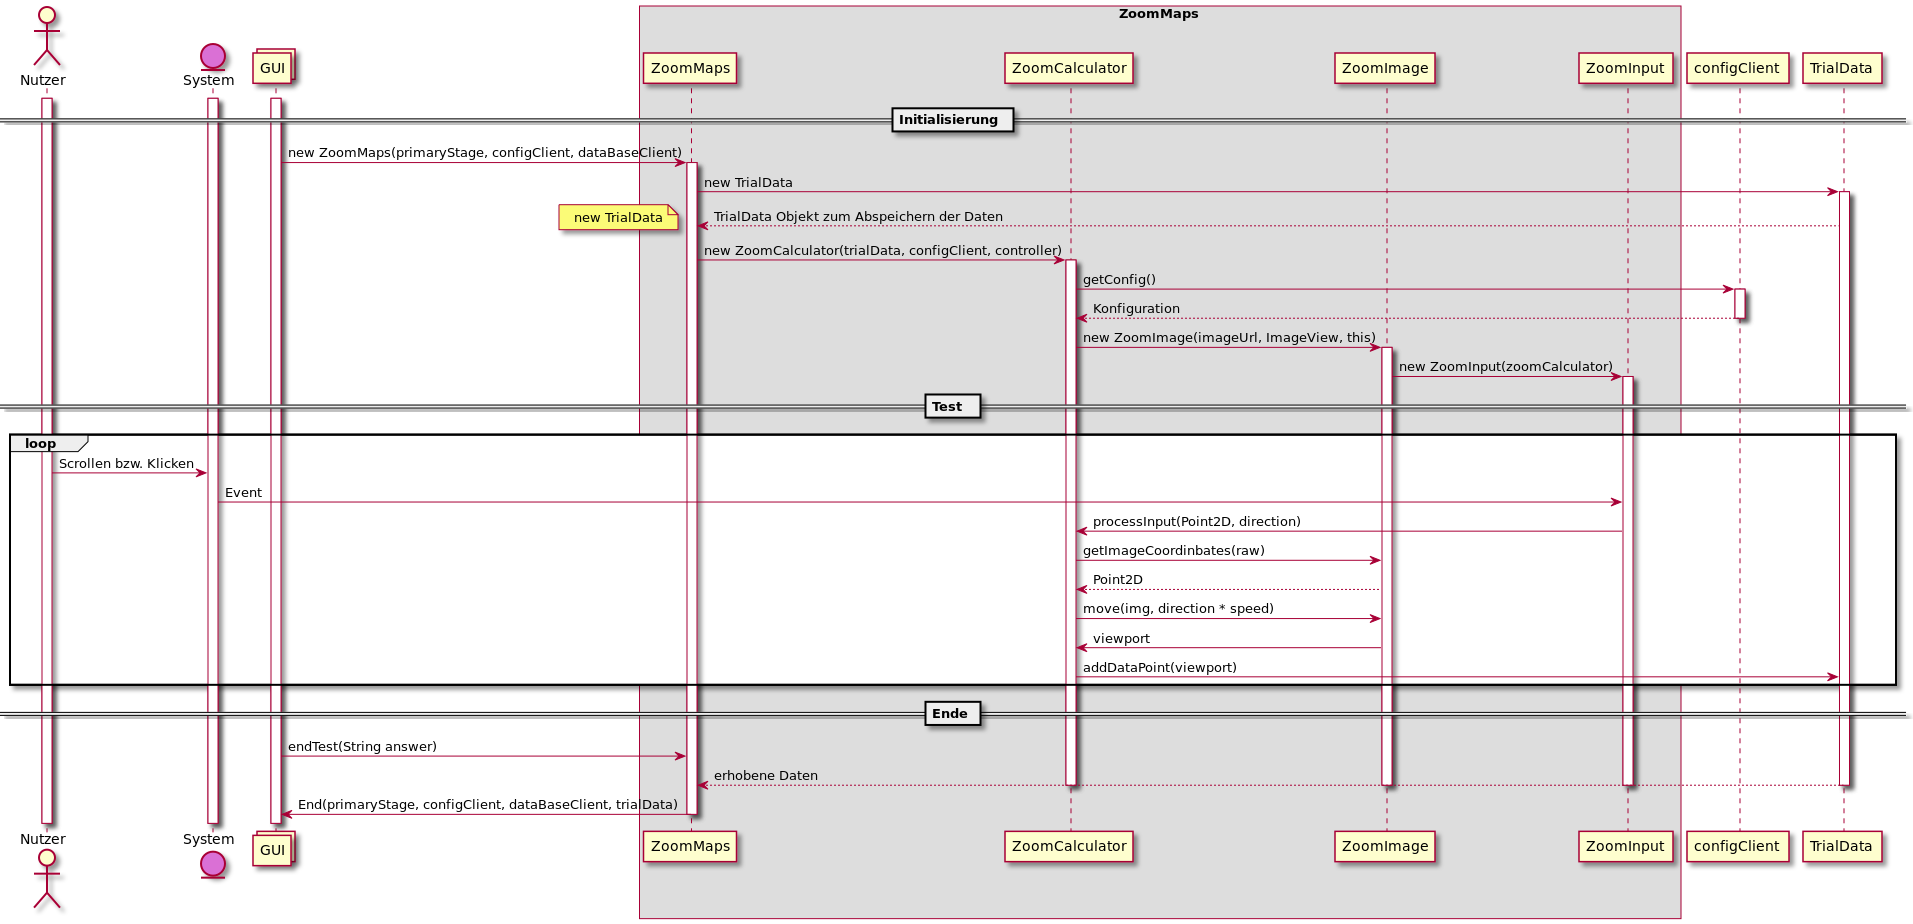 ZoomMaps
Nutzer
System
GUI
ZoomMaps
ZoomCalculator
ZoomImage
ZoomInput
configClient
TrialData
Initialisierung
new ZoomMaps(primaryStage, configClient, dataBaseClient)
new TrialData
new TrialData
TrialData Objekt zum Abspeichern der Daten
new ZoomCalculator(trialData, configClient, controller)
getConfig()
Konfiguration
new ZoomImage(imageUrl, ImageView, this)
new ZoomInput(zoomCalculator)
Test
loop
Scrollen bzw. Klicken
Event
processInput(Point2D, direction)
getImageCoordinbates(raw)
Point2D
move(img, direction * speed)
viewport
addDataPoint(viewport)
Ende
endTest(String answer)
erhobene Daten
End(primaryStage, configClient, dataBaseClient, trialData)
Nutzer
System
GUI
ZoomMaps
ZoomCalculator
ZoomImage
ZoomInput
configClient
TrialData